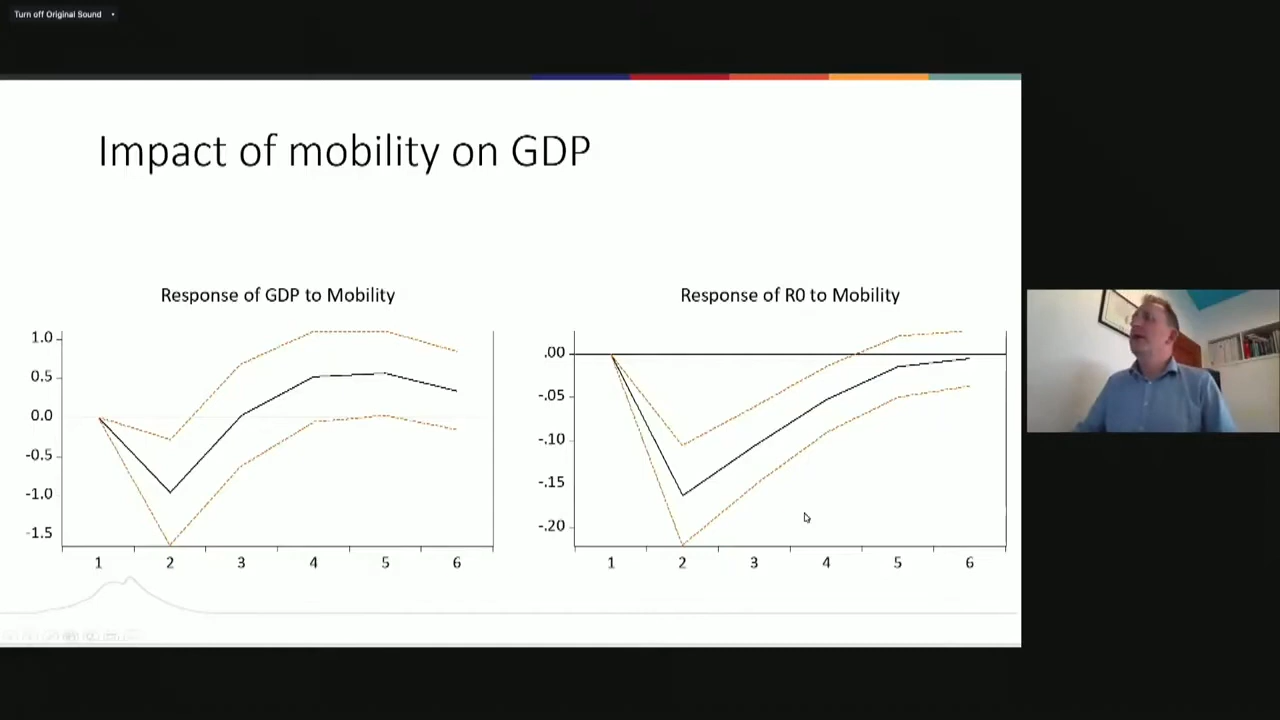 Turn off Original Sound
Impact of mobility on GDP
Response of GDP to Mobility
1.0
0.5
0.0
-0.5
-1.0
-1.5
1 2 3 4 5 6
Response of R0 to Mobility
.00
-.05
-.10
-.15
-.20
1 2 3 4 5 6